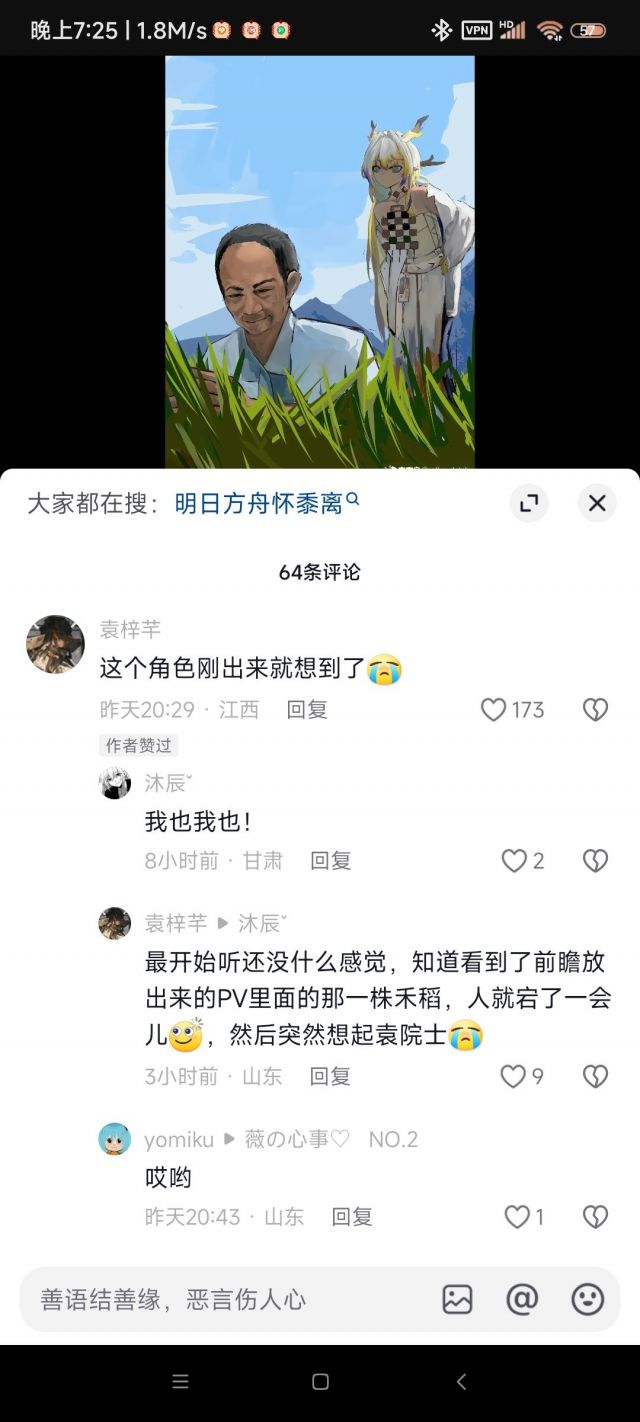 晚上7:25 | 1.8M/s
VPN
HD
57
大家都在搜：明日方舟怀黍离
64条评论
袁梓芊
这个角色刚出来就想到了😭
昨天20:29 · 江西 回复
173
作者赞过
沐辰ˇ
我也我也！
8小时前 · 甘肃 回复
2
袁梓芊 ▶ 沐辰ˇ
最开始听还没什么感觉，知道看到了前瞻放
出来的PV里面的那一株禾稻，人就宕了一会
儿，然后突然想起袁院士😭
3小时前 · 山东 回复
9
yomiku ▶ 薇の心事♡ NO.2
哎哟
昨天20:43 · 山东 回复
1
善语结善缘，恶言伤人心
@